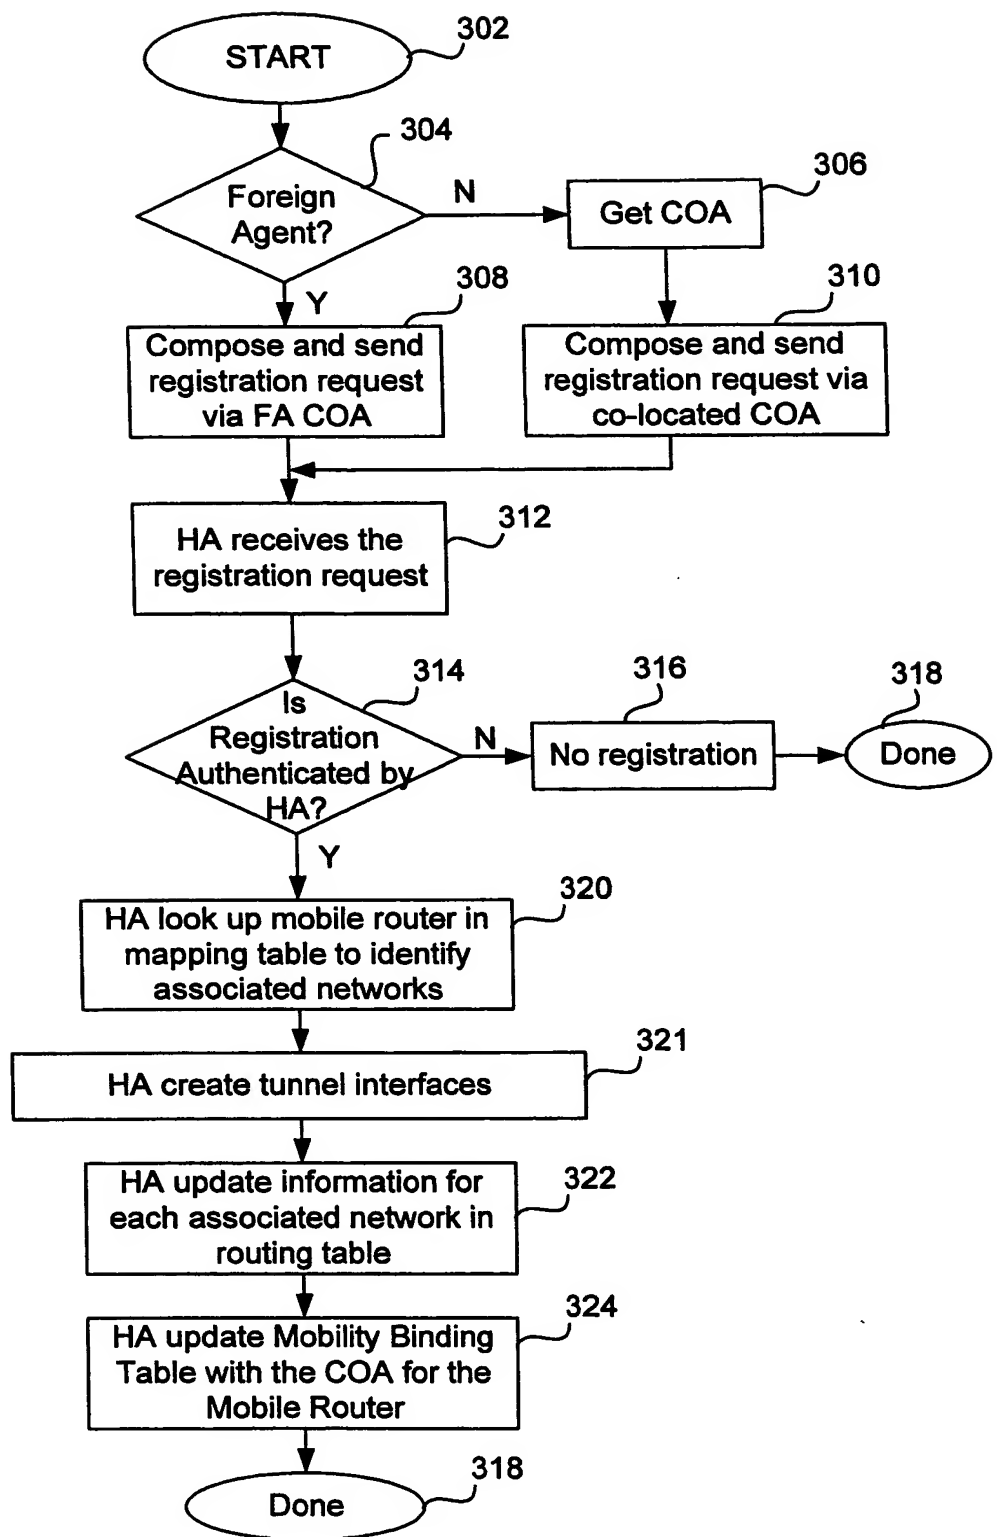 302
START
304
Foreign
Agent?
N
306
Get COA
Y
308
Compose and send
registration request
via FA COA
310
Compose and send
registration request via
co-located COA
312
HA receives the
registration request
314
Is
Registration
Authenticated by
HA?
N
316
No registration
318
Done
Y
320
HA look up mobile router in
mapping table to identify
associated networks
321
HA create tunnel interfaces
322
HA update information for
each associated network in
routing table
324
HA update Mobility Binding
Table with the COA for the
Mobile Router
318
Done